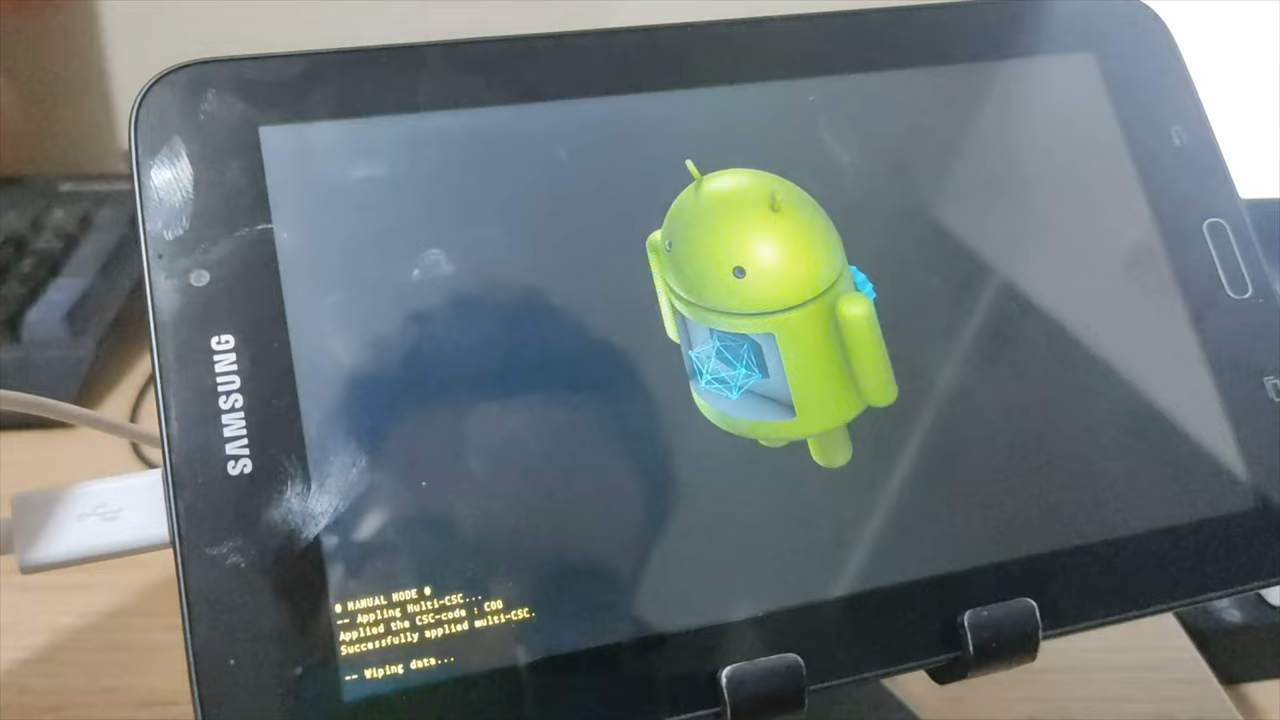 SAMSUNG
# MANUAL MODE #
-- Appling Multi-CSC...
Applied the CSC-code : COO
Successfully applied multi-CSC.
-- Wiping data...